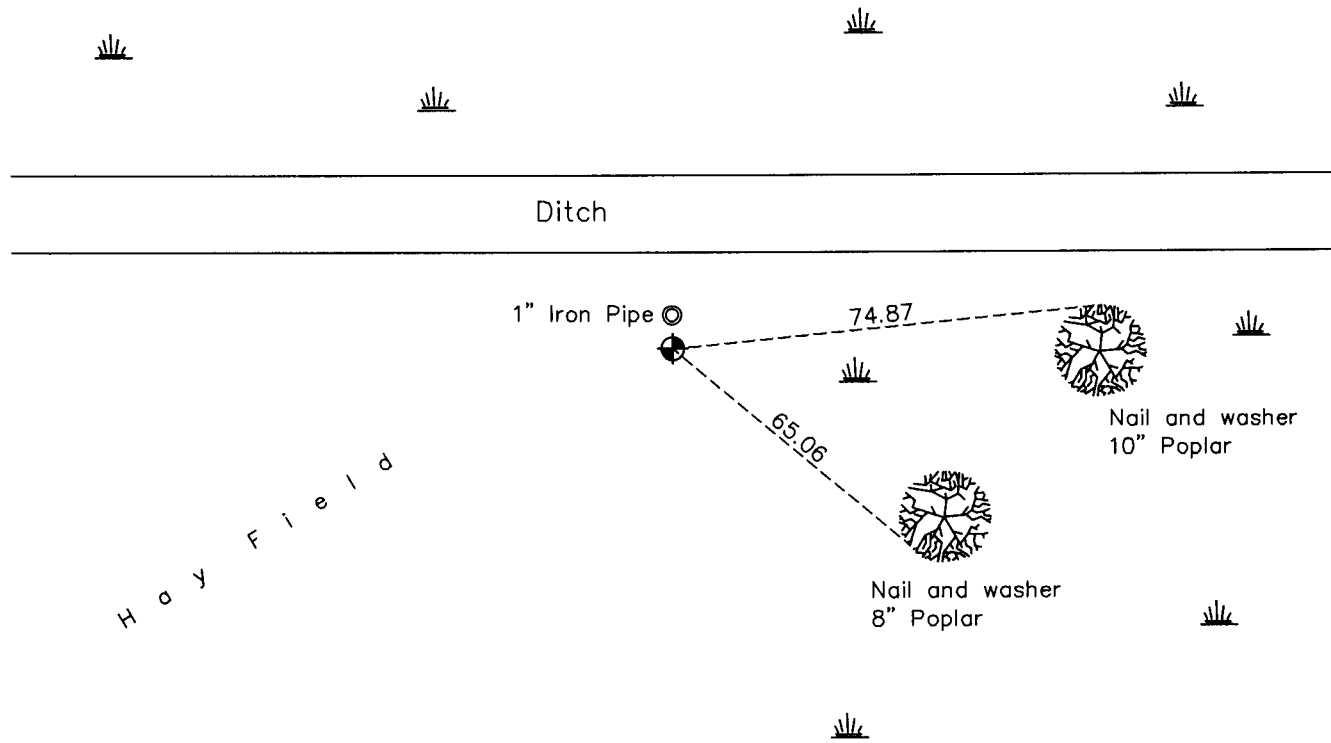 Ditch
1" Iron Pipe
74.87
Nail and washer
10" Poplar
65.06
Hay Field
Nail and washer
8" Poplar